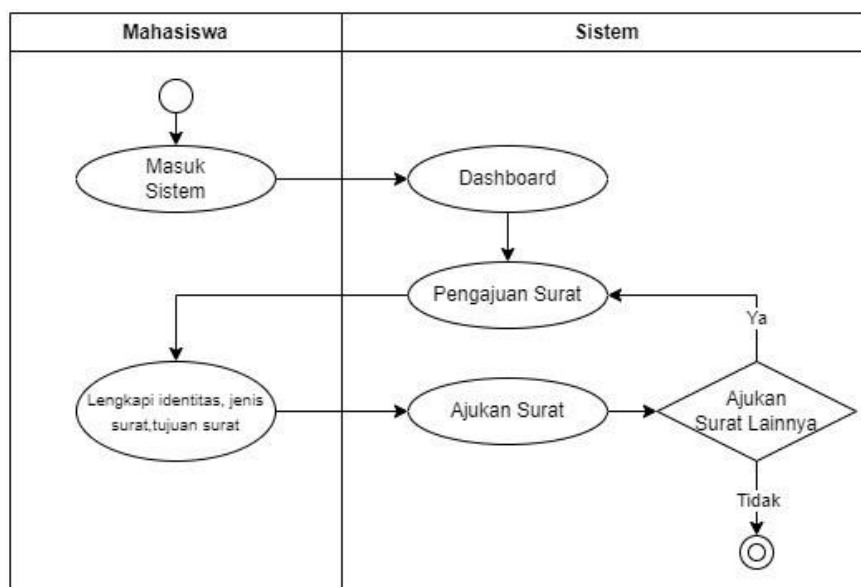 Mahasiswa
Sistem
Masuk
Sistem
Dashboard
Pengajuan Surat
Ya
Lengkapi identitas, jenis
surat,tujuan surat
Ajukan Surat
Ajukan
Surat Lainnya
Tidak